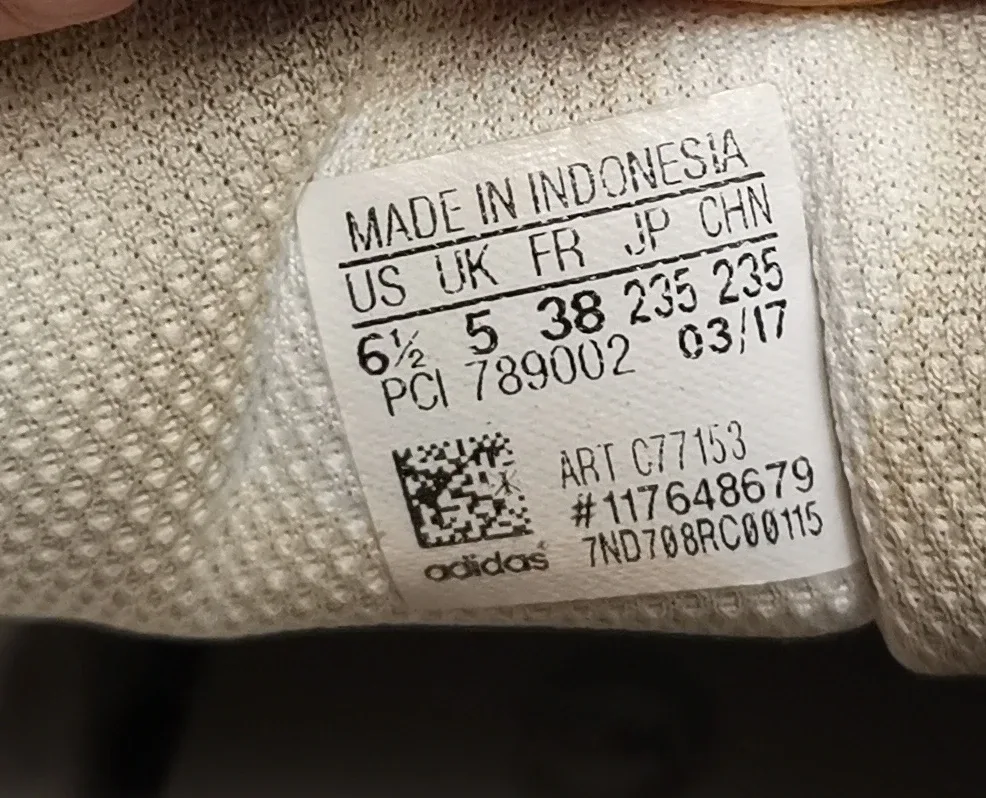 MADE IN INDONESIA
US UK FR JP CHN
6½ 5 38 235 235
PCI 789002 03/17
ART C77153
#117648679
7ND708RC00115
adidas